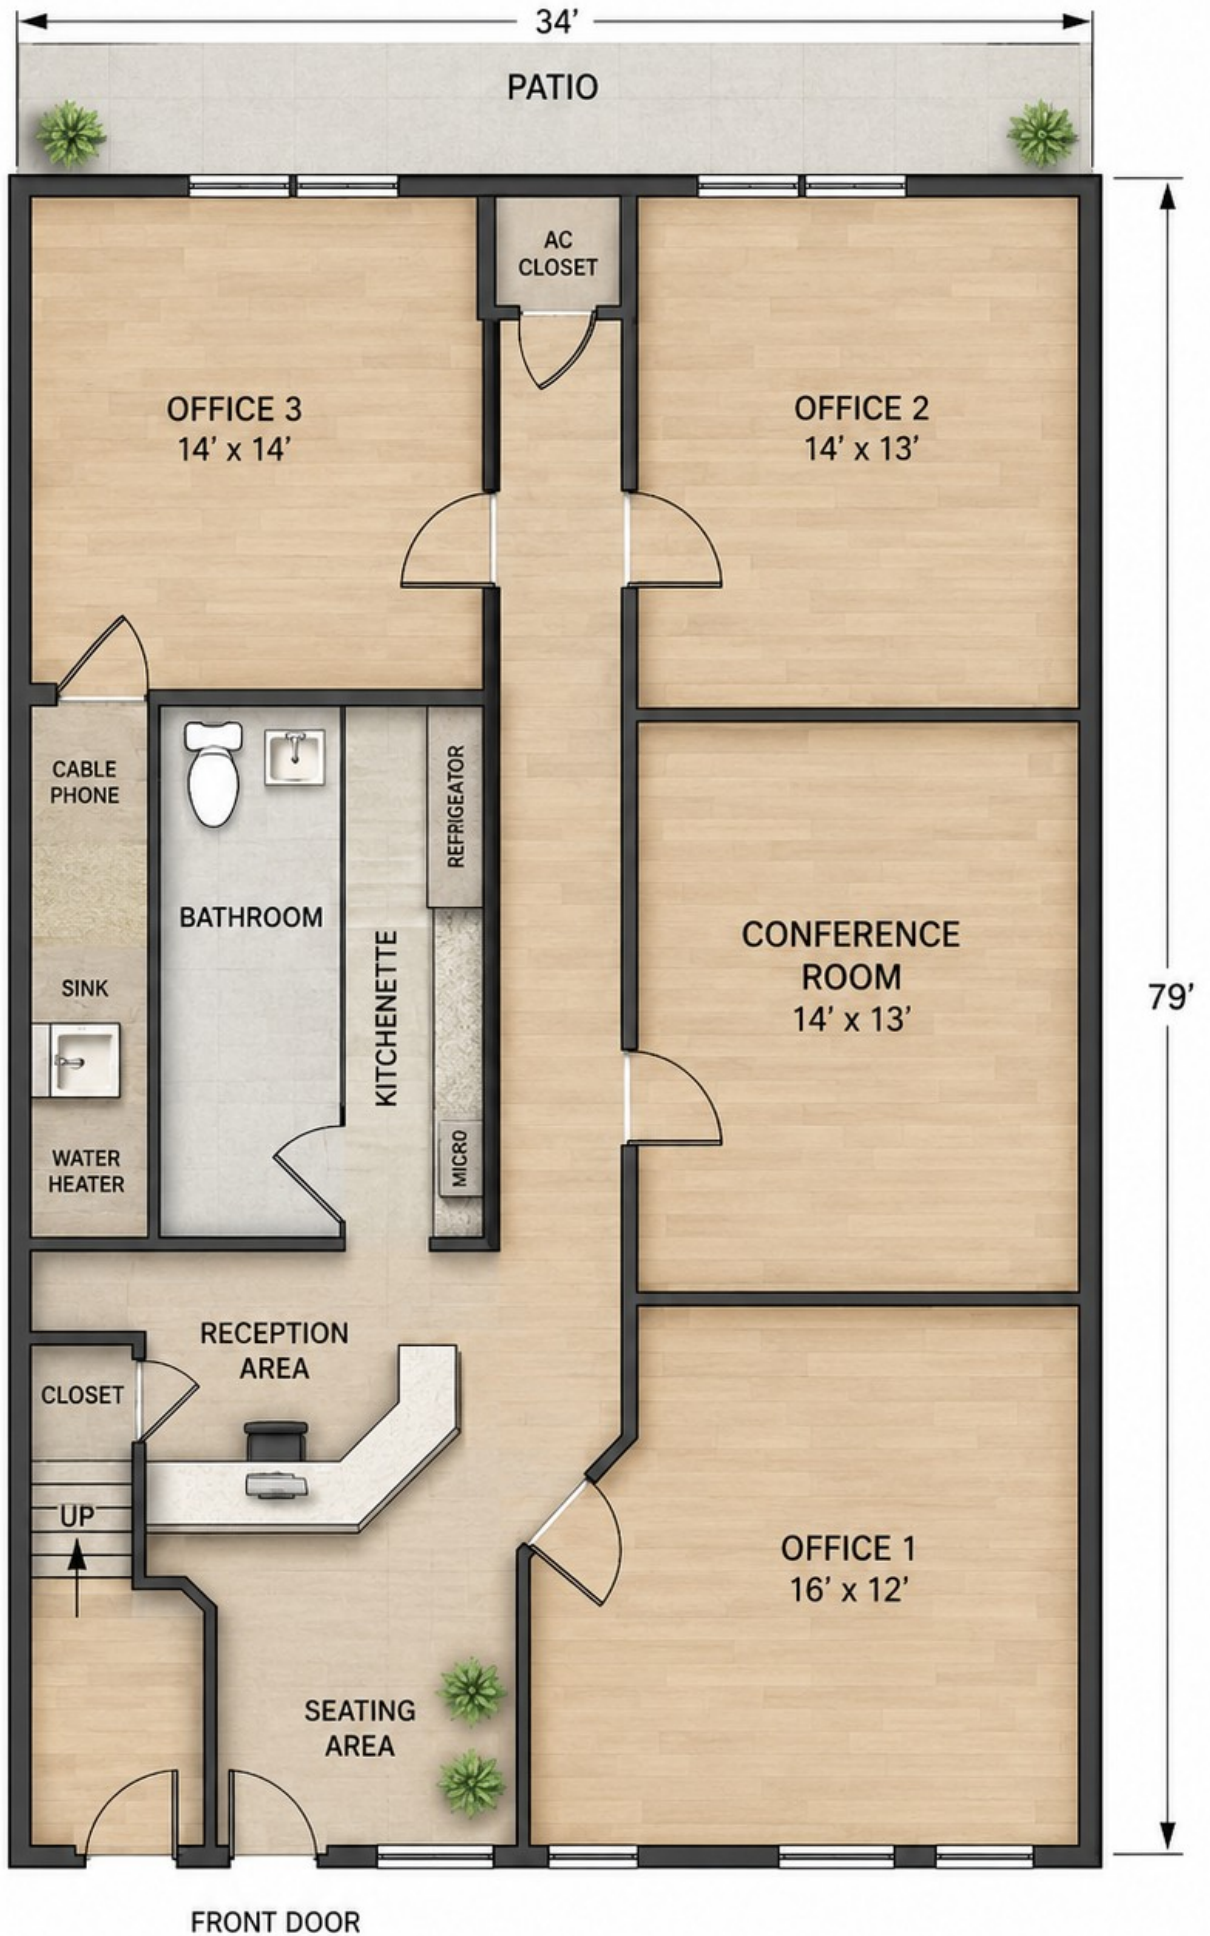 34’
PATIO
AC
CLOSET
OFFICE 3
14’ x 14’
OFFICE 2
14’ x 13’
CABLE
PHONE
REFRIGEATOR
BATHROOM
KITCHENETTE
CONFERENCE
ROOM
14’ x 13’
79’
SINK
WATER
HEATER
MICRO
RECEPTION
AREA
CLOSET
UP
OFFICE 1
16’ x 12’
SEATING
AREA
FRONT DOOR